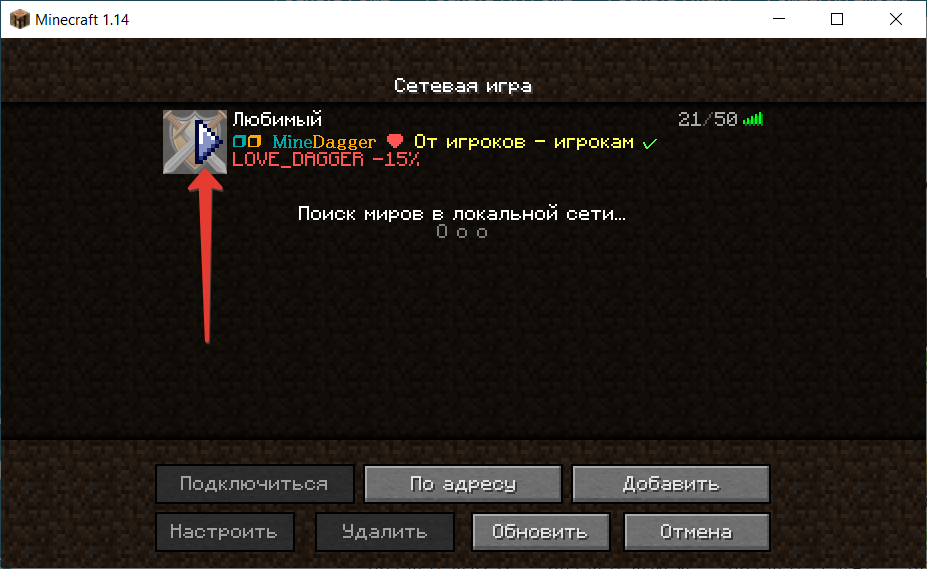 Minecraft 1.14
Сетевая игра
Любимый 21/50
MineDagger От игроков - игрокам
LOVE_DAGGER -15%
Поиск миров в локальной сети...
O o o
Подключиться По адресу Добавить
Настроить Удалить Обновить Отмена